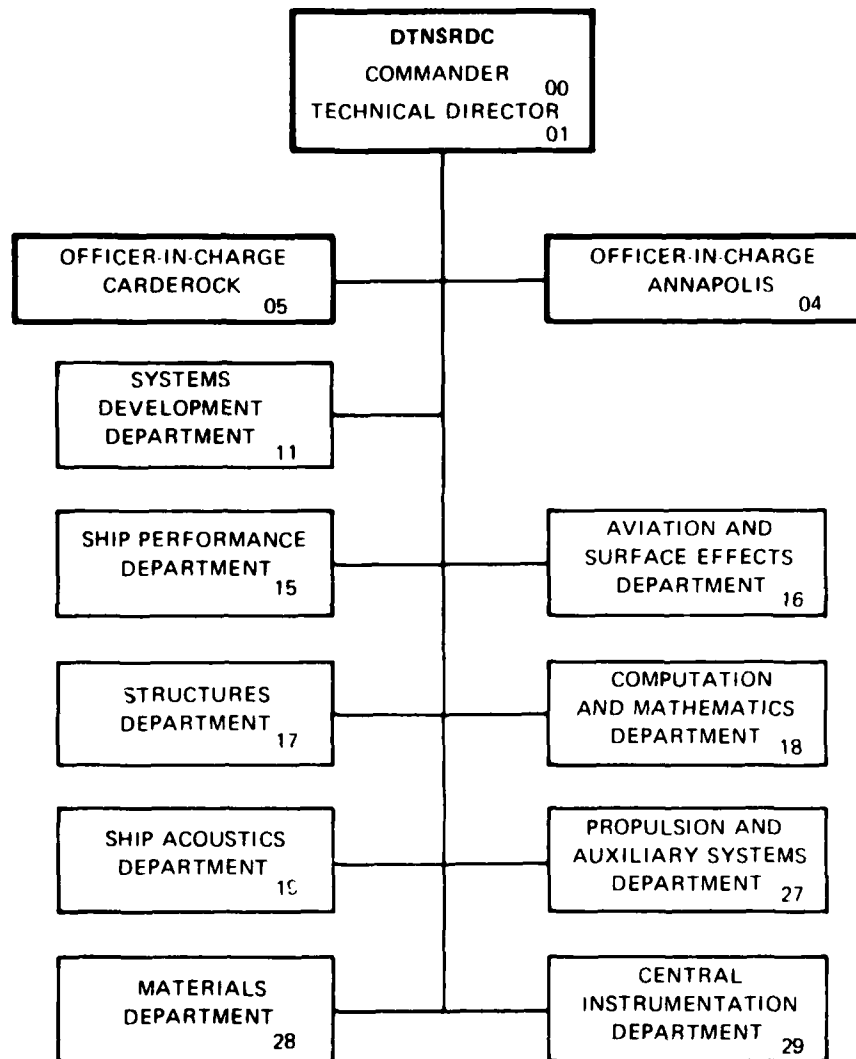 DTNSRDC
COMMANDER
00
TECHNICAL DIRECTOR
01
OFFICER-IN-CHARGE
CARDEROCK
05
OFFICER-IN-CHARGE
ANNAPOLIS
04
SYSTEMS
DEVELOPMENT
DEPARTMENT
11
SHIP PERFORMANCE
DEPARTMENT
15
AVIATION AND
SURFACE EFFECTS
DEPARTMENT
16
STRUCTURES
DEPARTMENT
17
COMPUTATION
AND MATHEMATICS
DEPARTMENT
18
SHIP ACOUSTICS
DEPARTMENT
19
PROPULSION AND
AUXILIARY SYSTEMS
DEPARTMENT
27
MATERIALS
DEPARTMENT
28
CENTRAL
INSTRUMENTATION
DEPARTMENT
29